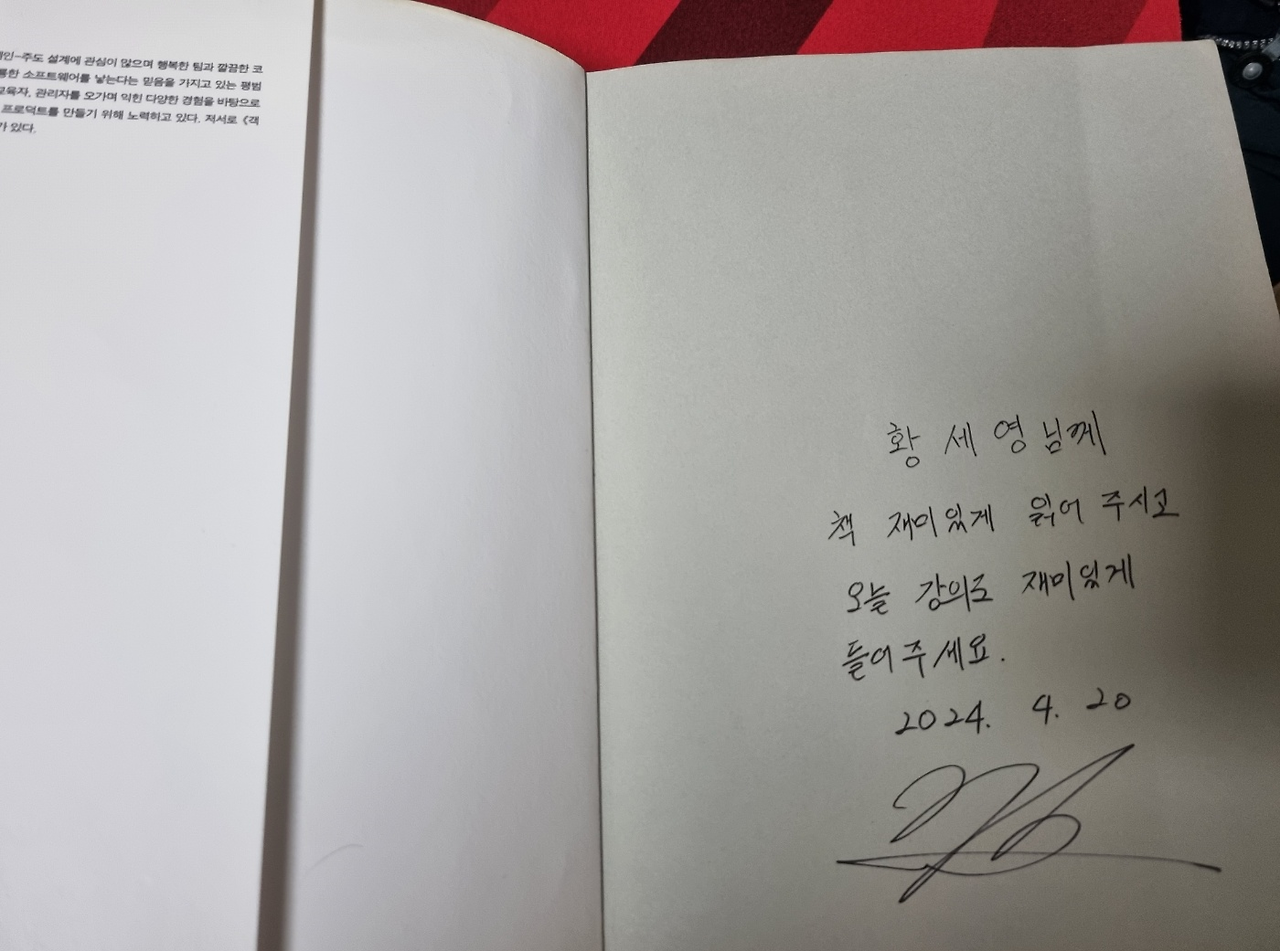 인-주도 설계에 관심이 많으며 행복한 팀과 깔끔한 코
륭한 소프트웨어를 낳는다는 믿음을 가지고 있는 평범
교육자, 관리자를 오가며 익힌 다양한 경험을 바탕으로
프로덕트를 만들기 위해 노력하고 있다. 저서로 《객
가 있다.
황세영님께
책 재미있게 읽어 주시고
오늘 강의도 재미있게
들어주세요.
2024. 4. 20